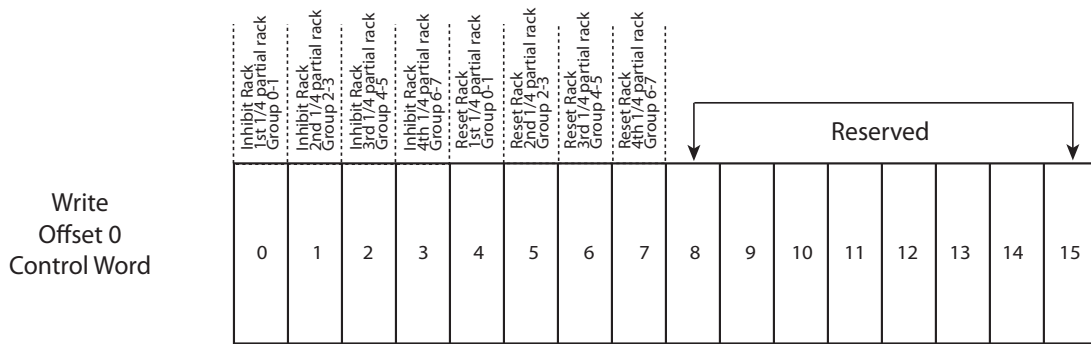 Inhibit Rack
1st 1/4 partial rack
Group 0-1
Inhibit Rack
2nd 1/4 partial rack
Group 2-3
Inhibit Rack
3rd 1/4 partial rack
Group 4-5
Inhibit Rack
4th 1/4 partial rack
Group 6-7
Reset Rack
1st 1/4 partial rack
Group 0-1
Reset Rack
2nd 1/4 partial rack
Group 2-3
Reset Rack
3rd 1/4 partial rack
Group 4-5
Reset Rack
4th 1/4 partial rack
Group 6-7
Reserved
Write
Offset 0
Control Word
0 1 2 3 4 5 6 7 8 9 10 11 12 13 14 15